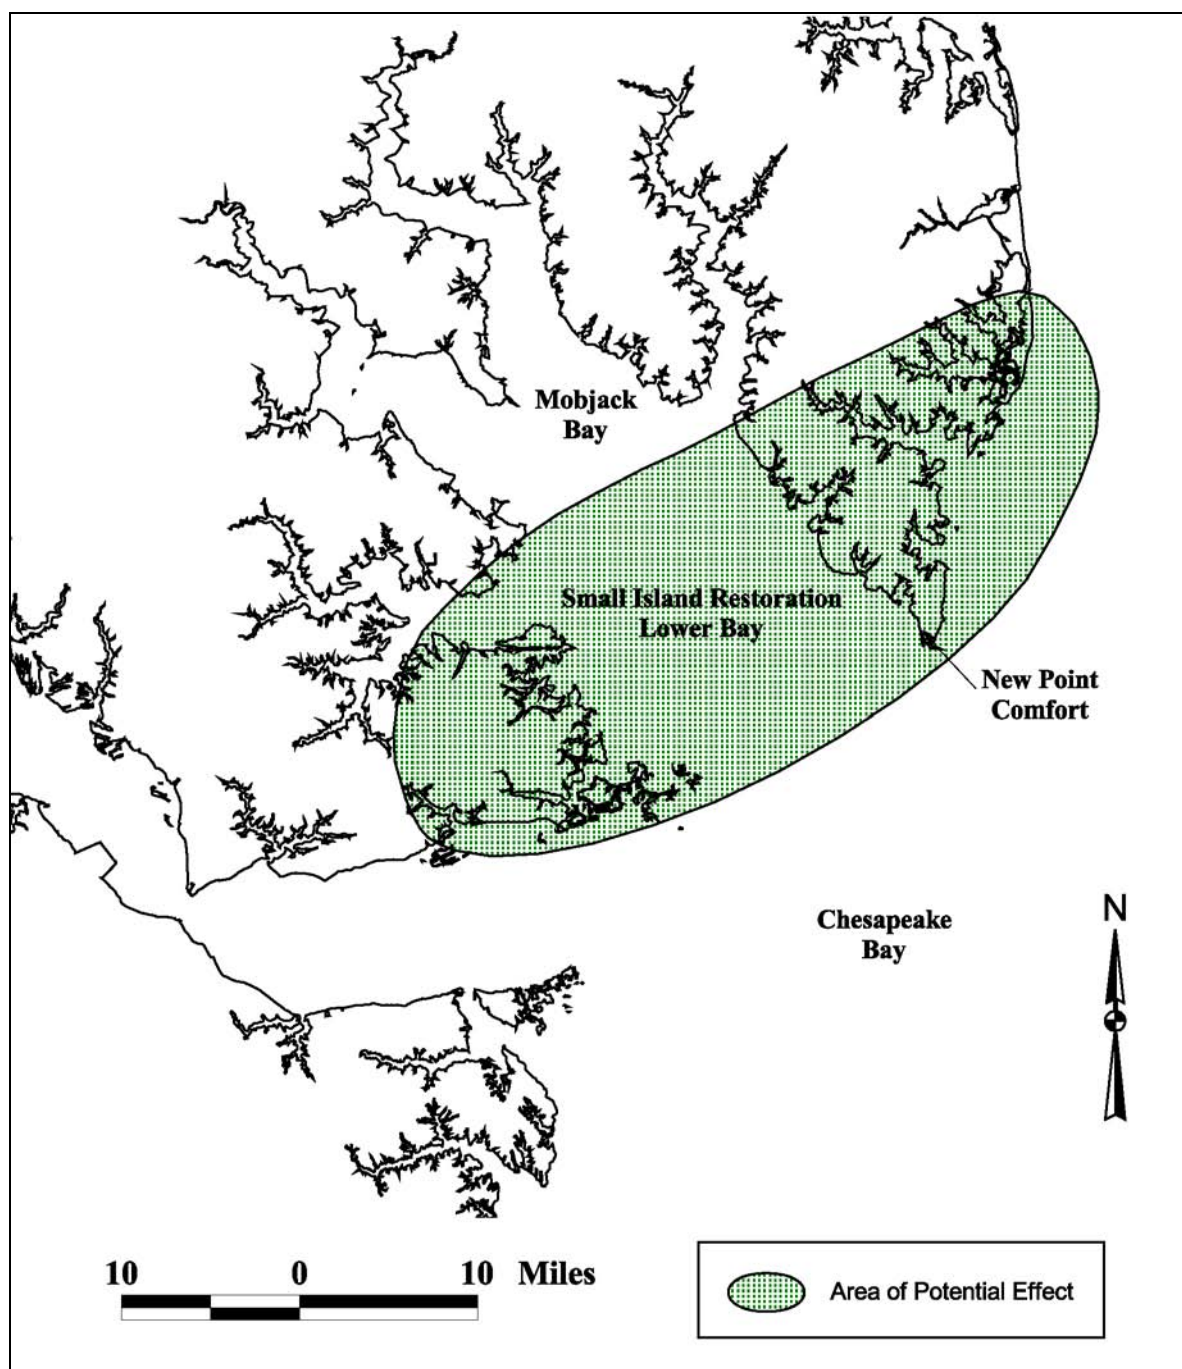 Mobjack
Bay
Small Island Restoration
Lower Bay
New Point
Comfort
Chesapeake
Bay
N
10 0 10 Miles
Area of Potential Effect